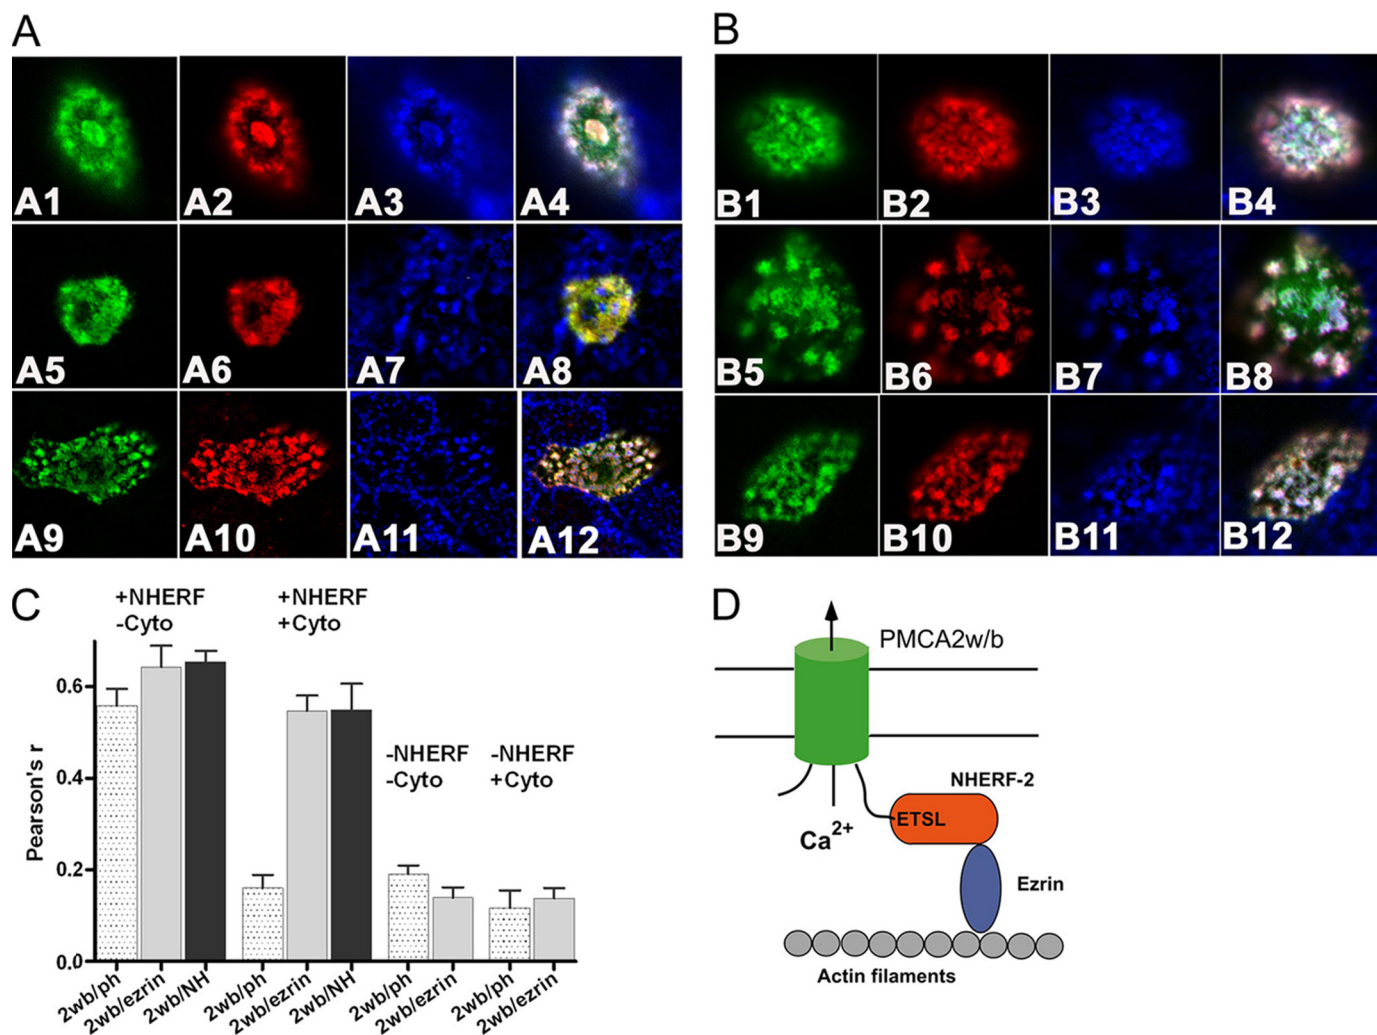 A
B
A1 A2 A3 A4
A5 A6 A7 A8
A9 A10 A11 A12
B1 B2 B3 B4
B5 B6 B7 B8
B9 B10 B11 B12
C
+NHERF
-Cyto
+NHERF
+Cyto
-NHERF
-Cyto
-NHERF
+Cyto
Pearson's r
0.6
0.4
0.2
0.0
2wb/ph
2wb/ezrin
2wb/NH
2wb/ph
2wb/ezrin
2wb/NH
2wb/ph
2wb/ezrin
2wb/ph
2wb/ezrin
D
PMCA2w/b
NHERF-2
ETSL
Ca²⁺
Ezrin
Actin filaments